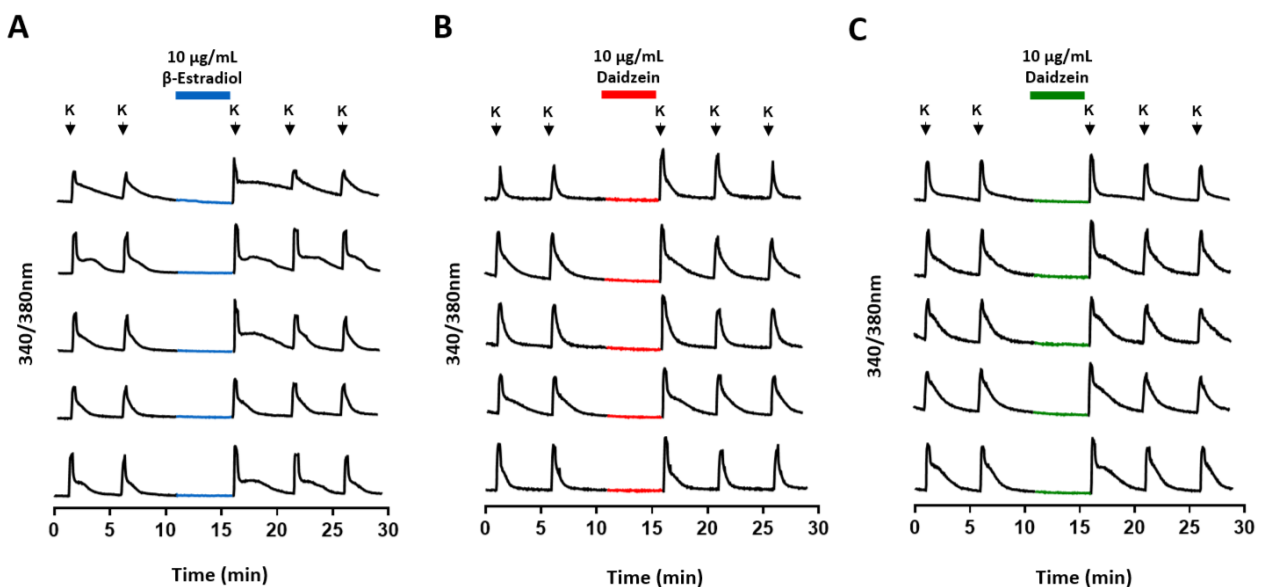 A
10 µg/mL
β-Estradiol
K K K K K
340/380nm
0 5 10 15 20 25 30
Time (min)
B
10 µg/mL
Daidzein
K K K K K
340/380nm
0 5 10 15 20 25 30
Time (min)
C
10 µg/mL
Daidzein
K K K K K
340/380nm
0 5 10 15 20 25 30
Time (min)